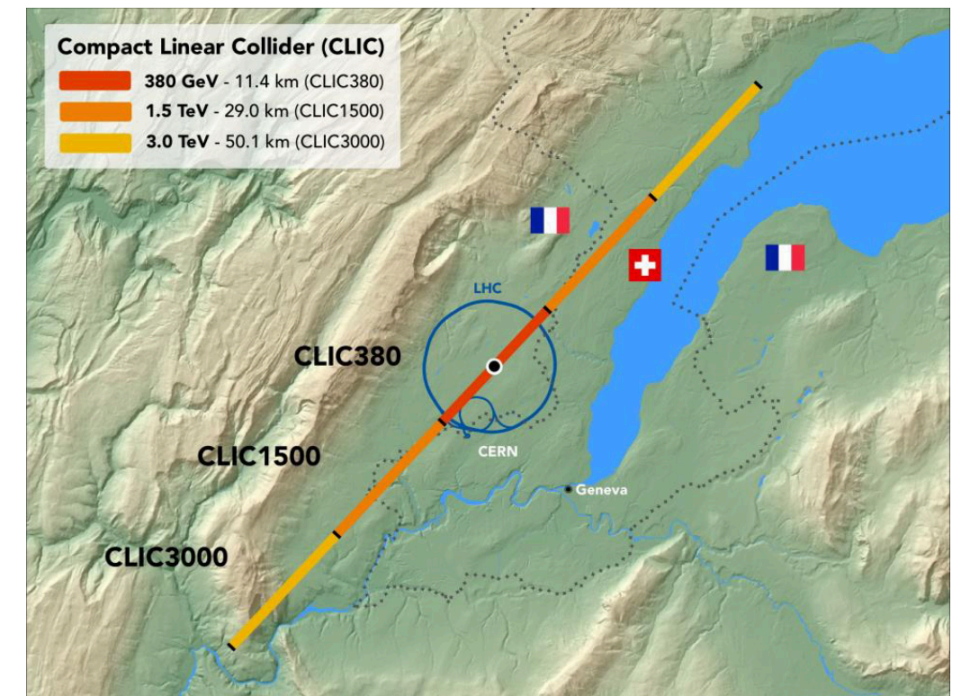 Compact Linear Collider (CLIC)
380 GeV - 11.4 km (CLIC380)
1.5 TeV - 29.0 km (CLIC1500)
3.0 TeV - 50.1 km (CLIC3000)
LHC
CLIC380
CLIC1500
CERN
Geneva
CLIC3000